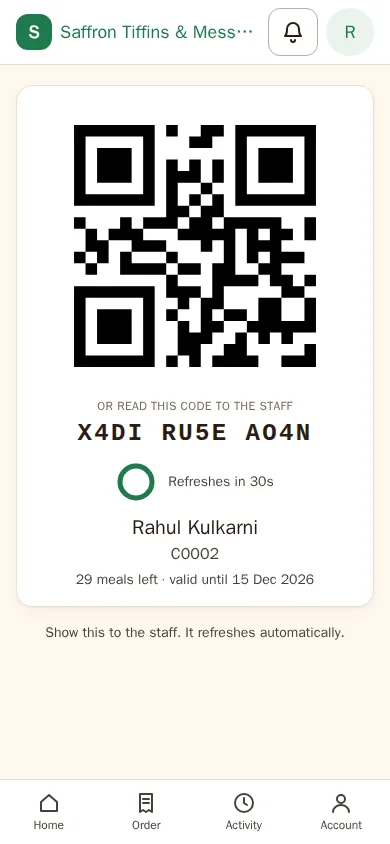 S
Saffron Tiffins & Mess···
R
OR READ THIS CODE TO THE STAFF
X4DI RU5E AO4N
Refreshes in 30s
Rahul Kulkarni
C0002
29 meals left · valid until 15 Dec 2026
Show this to the staff. It refreshes automatically.
Home
Order
Activity
Account